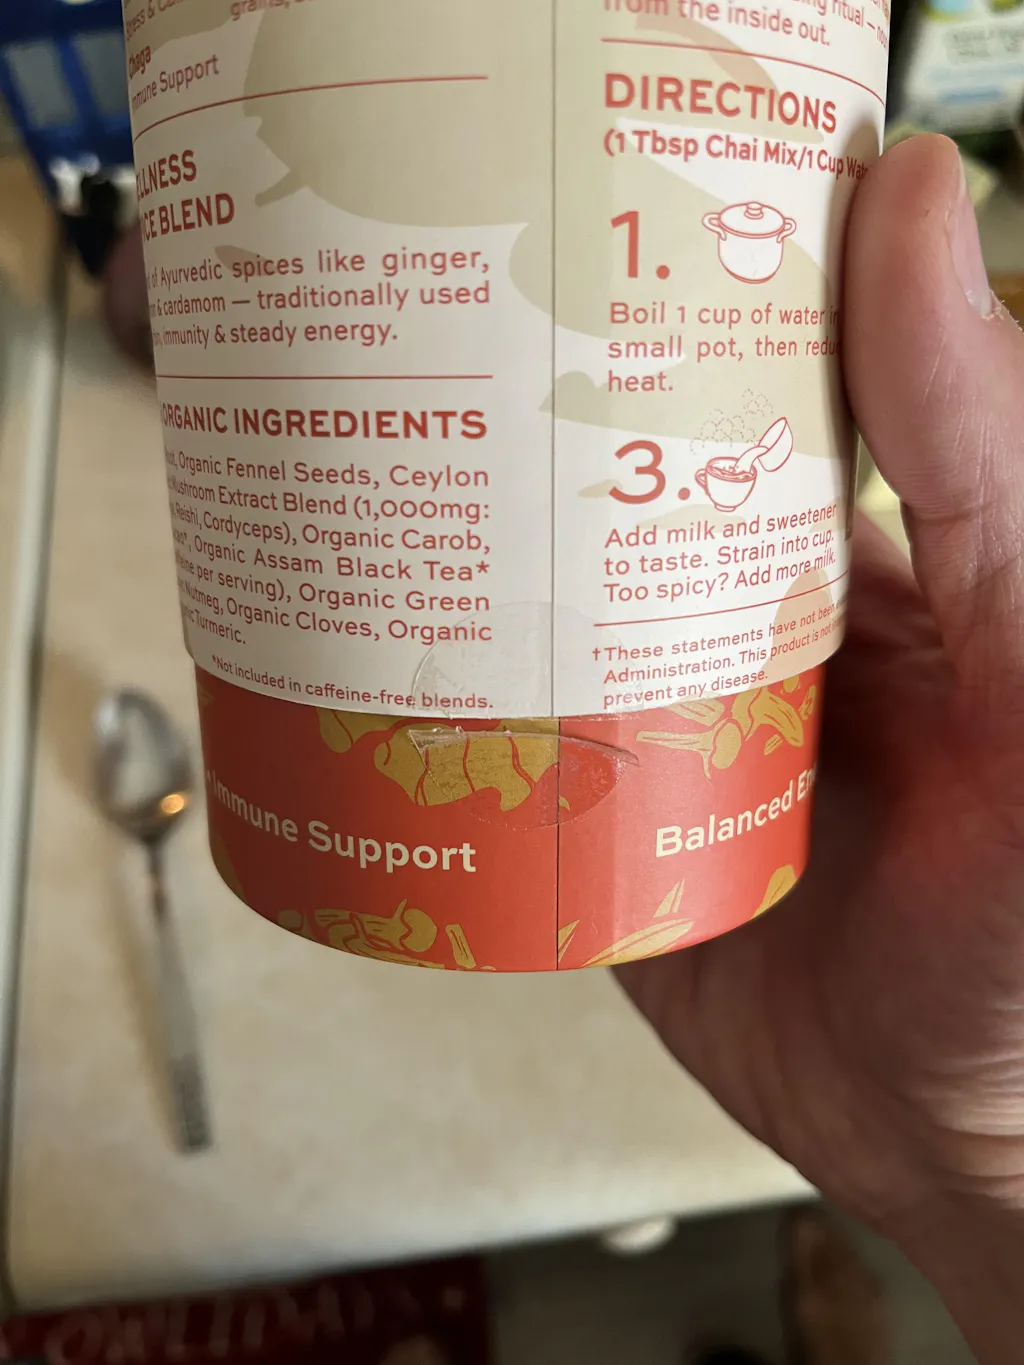 Chaga
Immune Support
BLEND
of Ayurvedic spices like ginger,
& cardamom — traditionally used
immunity & steady energy.
ORGANIC INGREDIENTS
Organic Fennel Seeds, Ceylon
Mushroom Extract Blend (1,000mg:
Reishi, Cordyceps), Organic Carob,
Organic Assam Black Tea*
per serving), Organic Green
Nutmeg, Organic Cloves, Organic
Turmeric.
*Not included in caffeine-free blends.
Immune Support
ritual —
from the inside out.
DIRECTIONS
(1 Tbsp Chai Mix/1 Cup
1.
Boil 1 cup of water
small pot, then
heat.
3.
Add milk and sweetener
to taste. Strain into cup.
Too spicy? Add more milk.
†These statements have not been
Administration. This product is not
prevent any disease.
Balanced